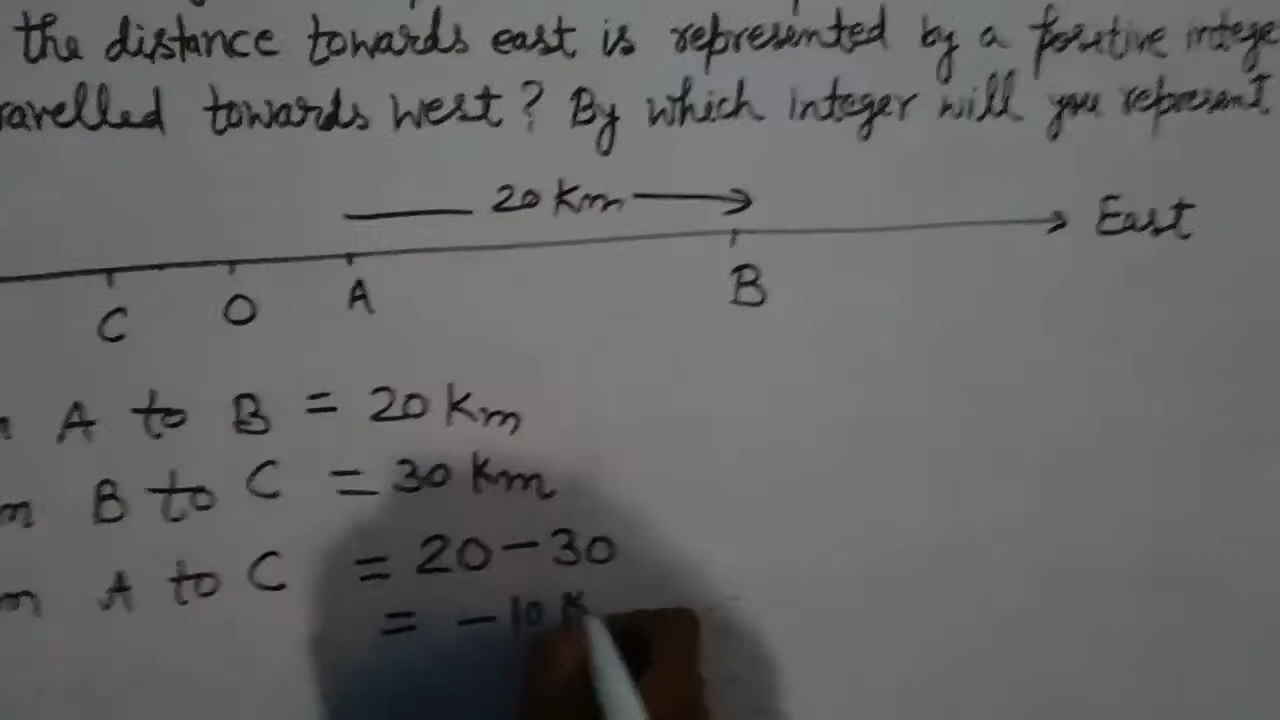 the distance towards east is represented by a positive intege
ravelled towards west? By which integer will you represent
20 Km
East
C O A B
A to B = 20 Km
m B to C = 30 Km
m A to C = 20 - 30
= - 10 K